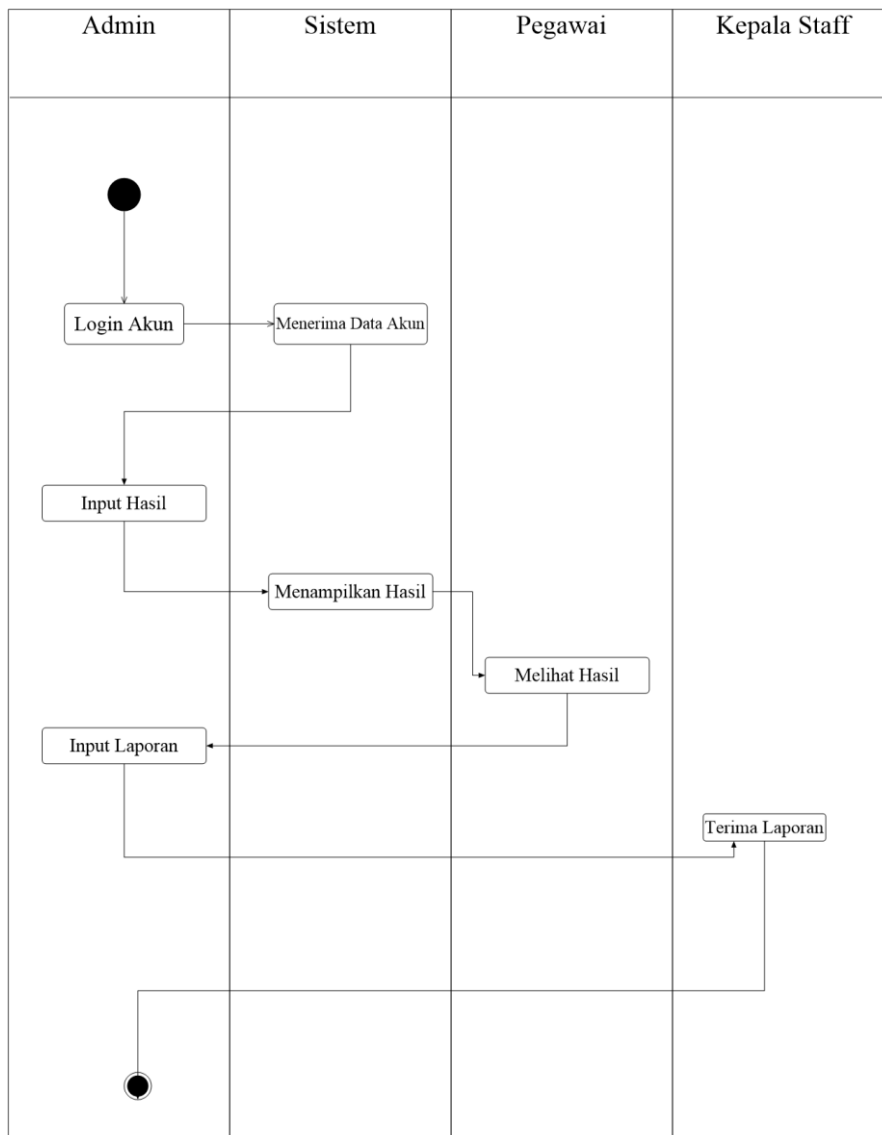 Admin
Sistem
Pegawai
Kepala Staff
Login Akun
Menerima Data Akun
Input Hasil
Menampilkan Hasil
Melihat Hasil
Input Laporan
Terima Laporan